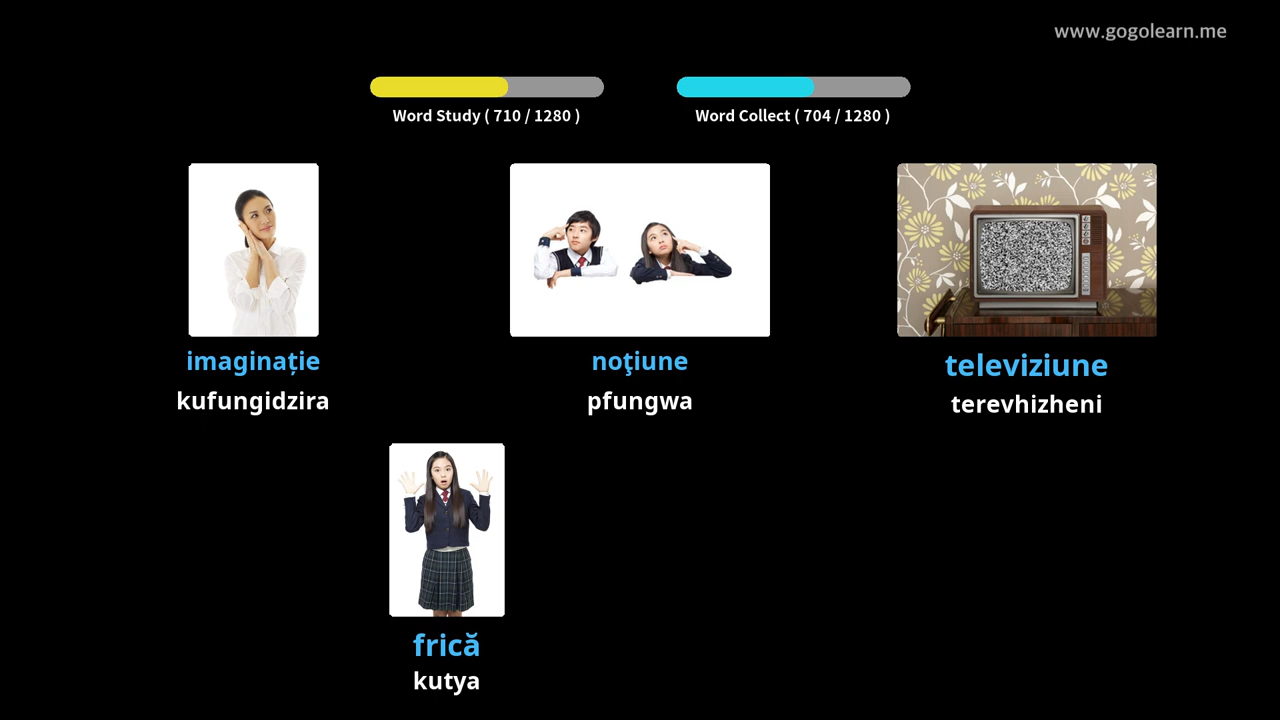 www.gogolearn.me
Word Study ( 710 / 1280 )
Word Collect ( 704 / 1280 )
imaginație
kufungidzira
noţiune
pfungwa
televiziune
terevhizheni
frică
kutya